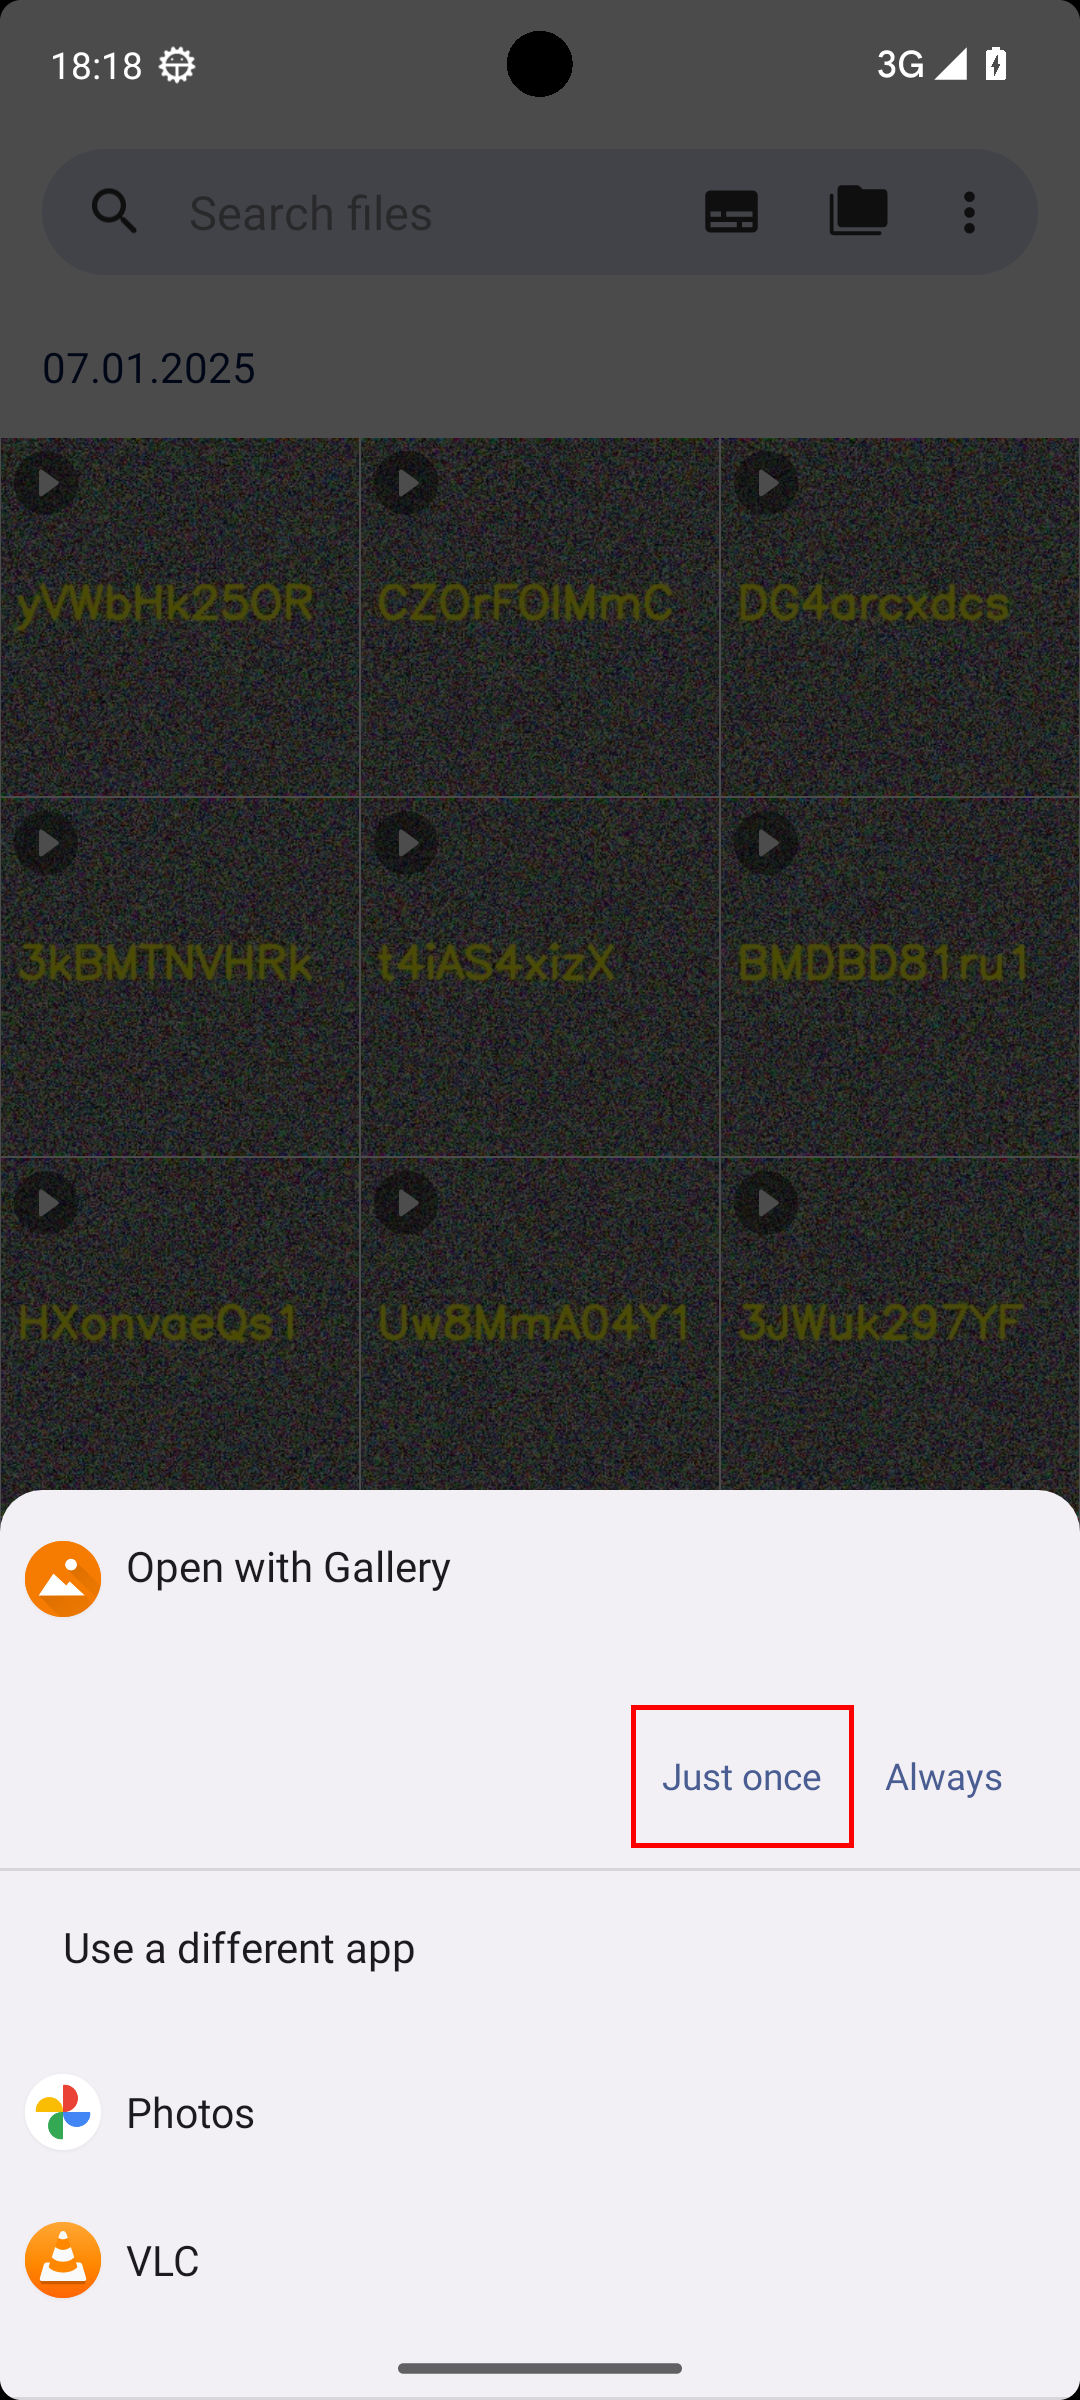 18:18
3G
Search files
07.01.2025
yVWbHk25OR
CZ0rF0IMmC
DG4arcxdcs
3kBMTNVHRk
t4iAS4xizX
BMDBD81ru1
HXonvaeQs1
Uw8MmA04Y1
3JWuk297YF
Open with Gallery
Just once
Always
Use a different app
Photos
VLC